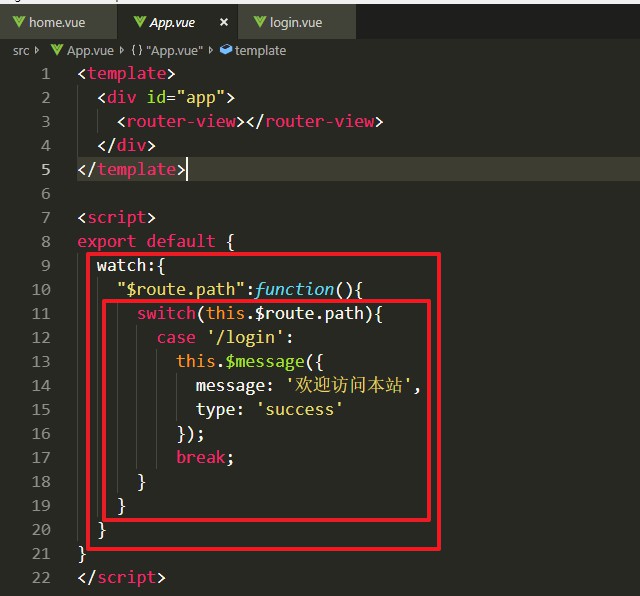 home.vue App.vue × login.vue
src > App.vue > {} "App.vue" > template
1 <template>
2 <div id="app">
3 <router-view></router-view>
4 </div>
5 </template>
6
7 <script>
8 export default {
9 watch:{
10 "$route.path":function(){
11 switch(this.$route.path){
12 case '/login':
13 this.$message({
14 message: '欢迎访问本站',
15 type: 'success'
16 });
17 break;
18 }
19 }
20 }
21 }
22 </script>